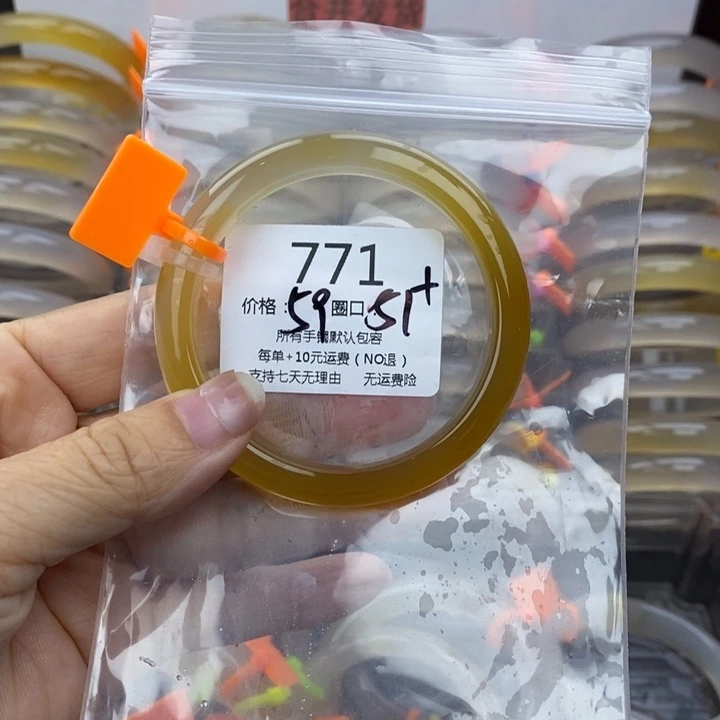 771
价格：59 圈口 51+
所有手镯默认包容
每单+10元运费（NO退）
支持七天无理由 无运费险